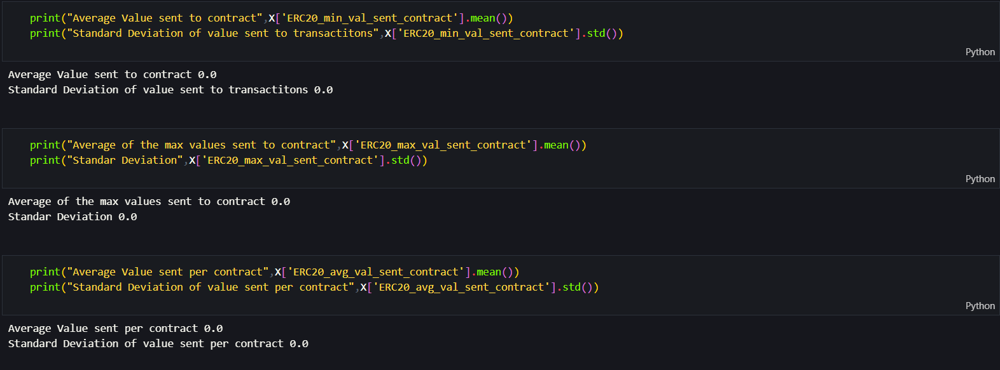 print("Average Value sent to contract",X['ERC20_min_val_sent_contract'].mean())
print("Standard Deviation of value sent to transactitons",X['ERC20_min_val_sent_contract'].std())
Python
Average Value sent to contract 0.0
Standard Deviation of value sent to transactitons 0.0
print("Average of the max values sent to contract",X['ERC20_max_val_sent_contract'].mean())
print("Standar Deviation",X['ERC20_max_val_sent_contract'].std())
Python
Average of the max values sent to contract 0.0
Standar Deviation 0.0
print("Average Value sent per contract",X['ERC20_avg_val_sent_contract'].mean())
print("Standard Deviation of value sent per contract",X['ERC20_avg_val_sent_contract'].std())
Python
Average Value sent per contract 0.0
Standard Deviation of value sent per contract 0.0